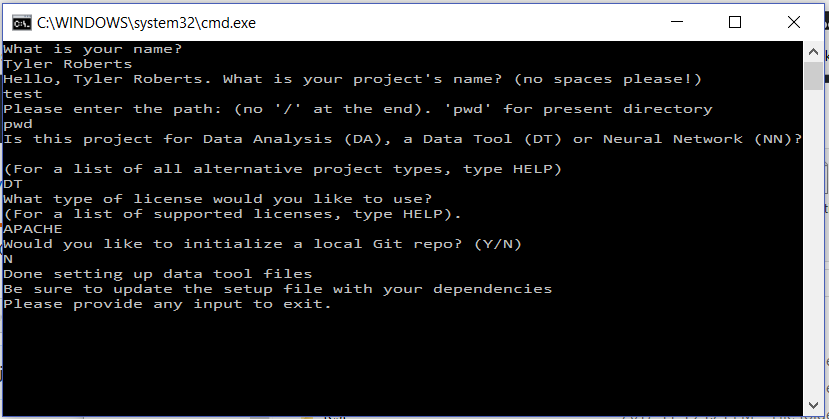 C:\WINDOWS\system32\cmd.exe
What is your name?
Tyler Roberts
Hello, Tyler Roberts. What is your project's name? (no spaces please!)
test
Please enter the path: (no '/' at the end). 'pwd' for present directory
pwd
Is this project for Data Analysis (DA), a Data Tool (DT) or Neural Network (NN)?
(For a list of all alternative project types, type HELP)
DT
What type of license would you like to use?
(For a list of supported licenses, type HELP).
APACHE
Would you like to initialize a local Git repo? (Y/N)
N
Done setting up data tool files
Be sure to update the setup file with your dependencies
Please provide any input to exit.